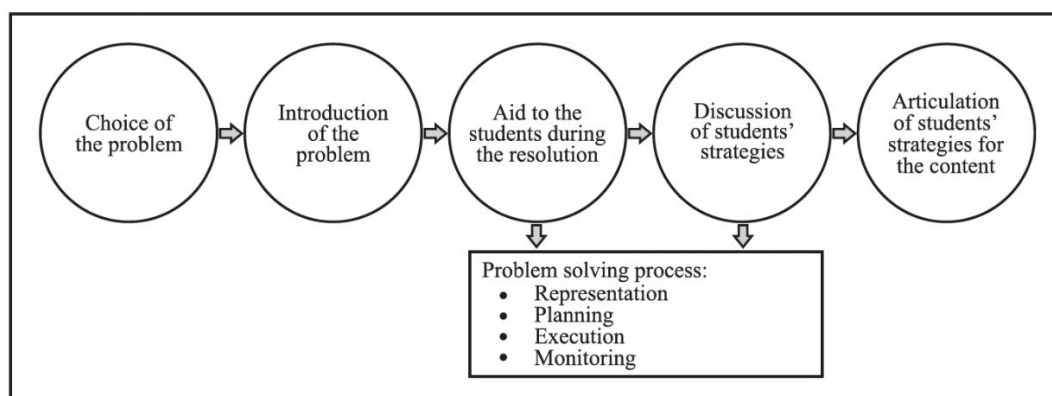 Choice of
the problem
Introduction
of the
problem
Aid to the
students during
the resolution
Discussion
of students’
strategies
Articulation
of students’
strategies for
the content
Problem solving process:
• Representation
• Planning
• Execution
• Monitoring